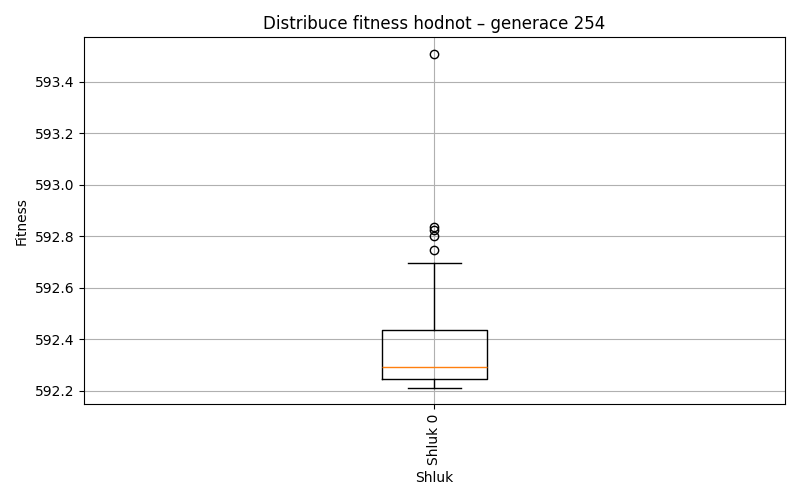 Distribuce fitness hodnot – generace 254
593.4
593.2
593.0
592.8
592.6
592.4
592.2
Fitness
Shluk 0
Shluk